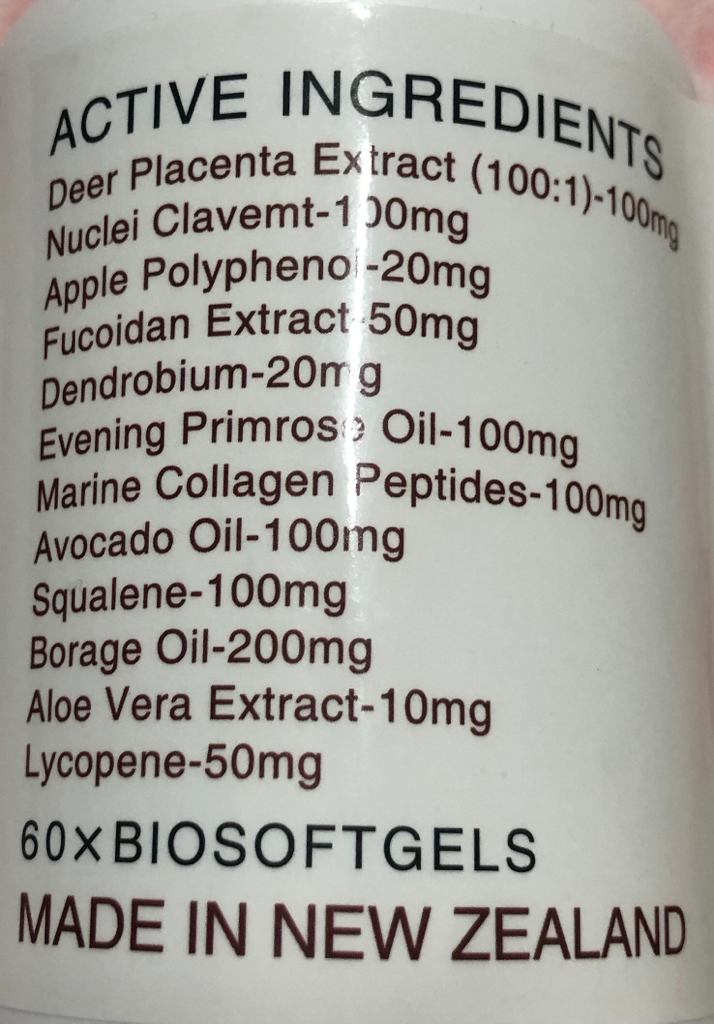 ACTIVE INGREDIENTS
Deer Placenta Extract (100:1)-100mg
Nuclei Clavemt-100mg
Apple Polyphenol-20mg
Fucoidan Extract-50mg
Dendrobium-20mg
Evening Primrose Oil-100mg
Marine Collagen Peptides-100mg
Avocado Oil-100mg
Squalene-100mg
Borage Oil-200mg
Aloe Vera Extract-10mg
Lycopene-50mg
60xBIOSOFTGELS
MADE IN NEW ZEALAND